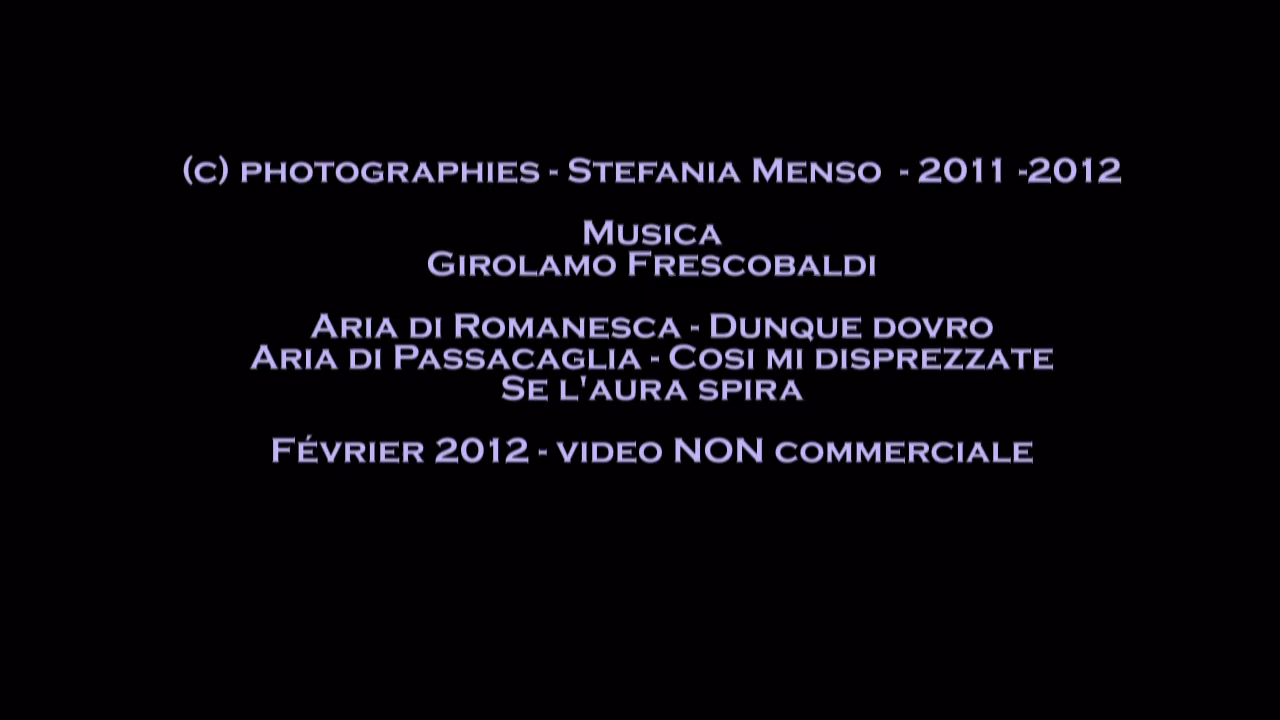 (c) photographies - Stefania Menso - 2011 -2012
Musica
Girolamo Frescobaldi
Aria di Romanesca - Dunque dovro
Aria di Passacaglia - Cosi mi disprezzate
Se l'aura spira
Février 2012 - video NON commerciale